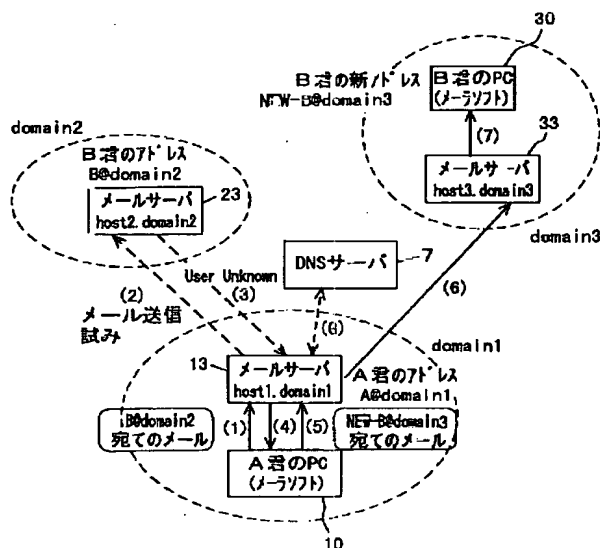 30
B君の新アドレス
NEW-B@domain3
B君のPC
(メーラソフト)
(7)
33
メールサーバ
host3.domain3
domain3
domain2
B君のアドレス
B@domain2
メールサーバ
host2.domain2
23
DNSサーバ
7
User Unknown
(3)
(2)
メール送信
試み
(6)
domain1
13
メールサーバ
host1.domain1
A君のアドレス
A@domain1
B@domain2
宛てのメール
(1)
(4)
(5)
NEW-B@domain3
宛てのメール
A君のPC
(メーラソフト)
10